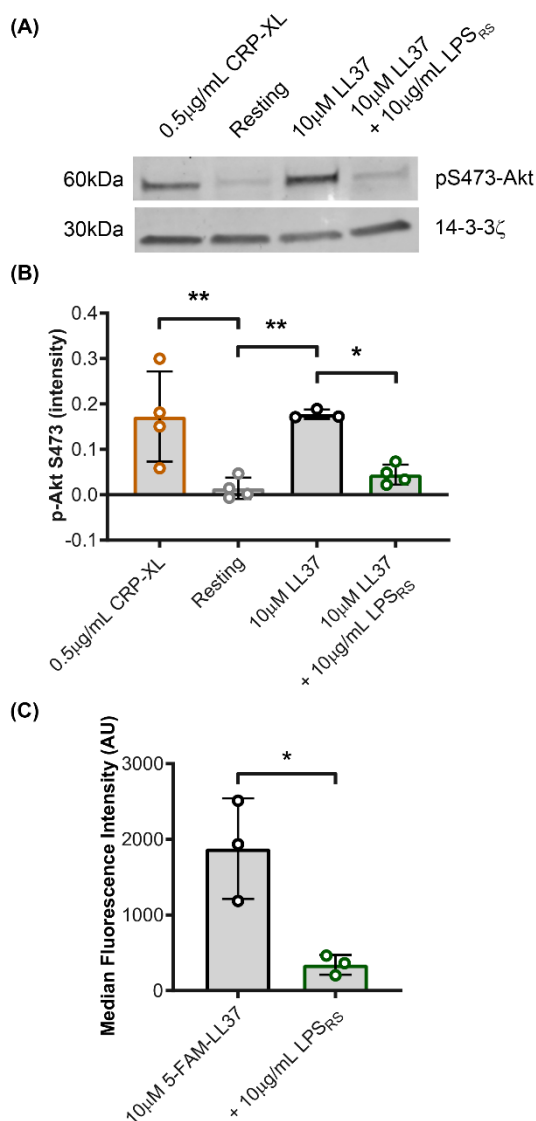 (A)
0.5μg/mL CRP-XL
Resting
10μM LL37
10μM LL37
+ 10μg/mL LPSRS
60kDa
pS473-Akt
30kDa
14-3-3ζ
(B)
**
**
*
p-Akt S473 (intensity)
0.4
0.3
0.2
0.1
0.0
-0.1
0.5μg/mL CRP-XL
Resting
10μM LL37
10μM LL37
+ 10μg/mL LPSRS
(C)
*
Median Fluorescence Intensity (AU)
3000
2000
1000
0
10μM 5-FAM-LL37
+ 10μg/mL LPSRS